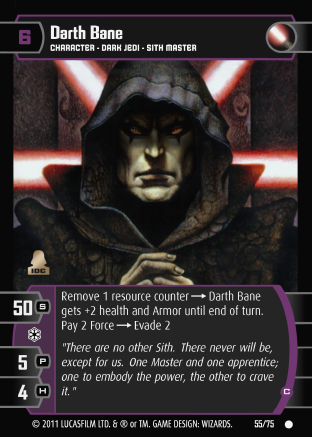 6
Darth Bane
CHARACTER - DARK JEDI - SITH MASTER
IDC
50 S
5 P
4 H
Remove 1 resource counter → Darth Bane
gets +2 health and Armor until end of turn.
Pay 2 Force → Evade 2
"There are no other Sith. There never will be,
except for us. One Master and one apprentice;
one to embody the power, the other to crave
it."
C
© 2011 LUCASFILM LTD. & ® or TM. GAME DESIGN: WIZARDS.
55/75